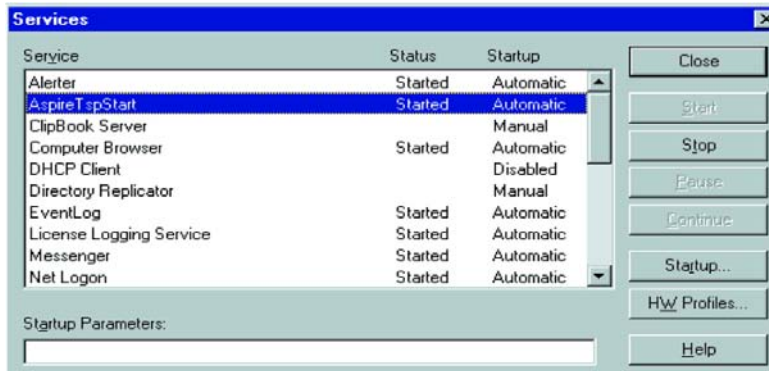 Services
Service Status Startup
Alerter Started Automatic
AspireTspStart Started Automatic
ClipBook Server Manual
Computer Browser Started Automatic
DHCP Client Disabled
Directory Replicator Manual
EventLog Started Automatic
License Logging Service Started Automatic
Messenger Started Automatic
Net Logon Started Automatic
Startup Parameters:
Close
Start
Stop
Pause
Continue
Startup...
HW Profiles...
Help